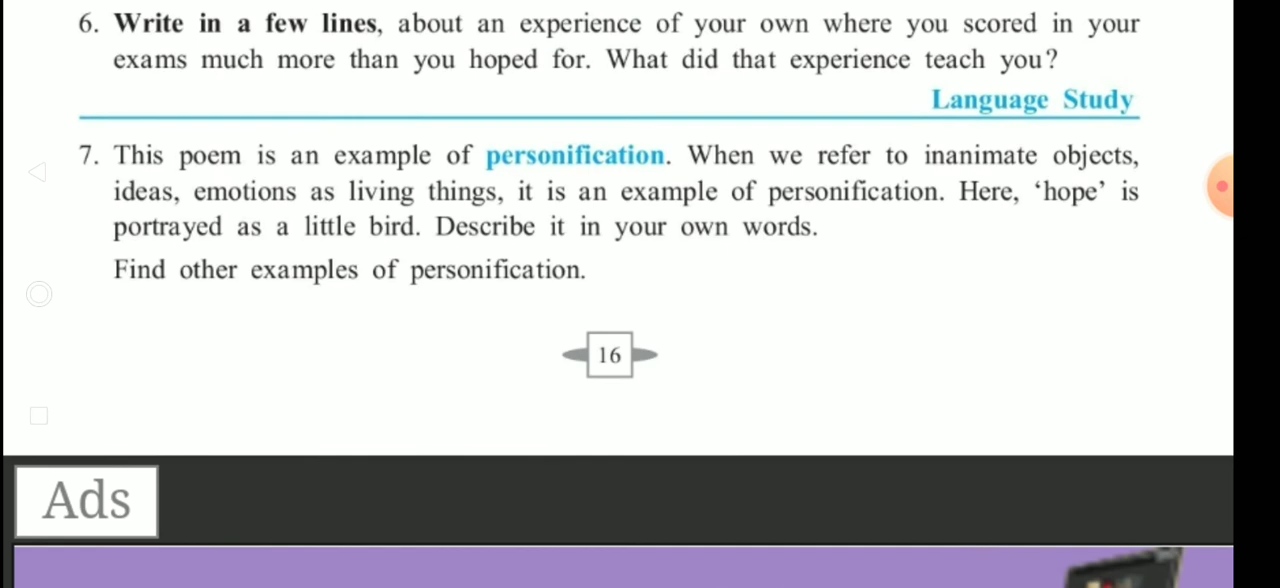 6. Write in a few lines, about an experience of your own where you scored in your
exams much more than you hoped for. What did that experience teach you?
Language Study
7. This poem is an example of personification. When we refer to inanimate objects,
ideas, emotions as living things, it is an example of personification. Here, ‘hope’ is
portrayed as a little bird. Describe it in your own words.
Find other examples of personification.
16
Ads